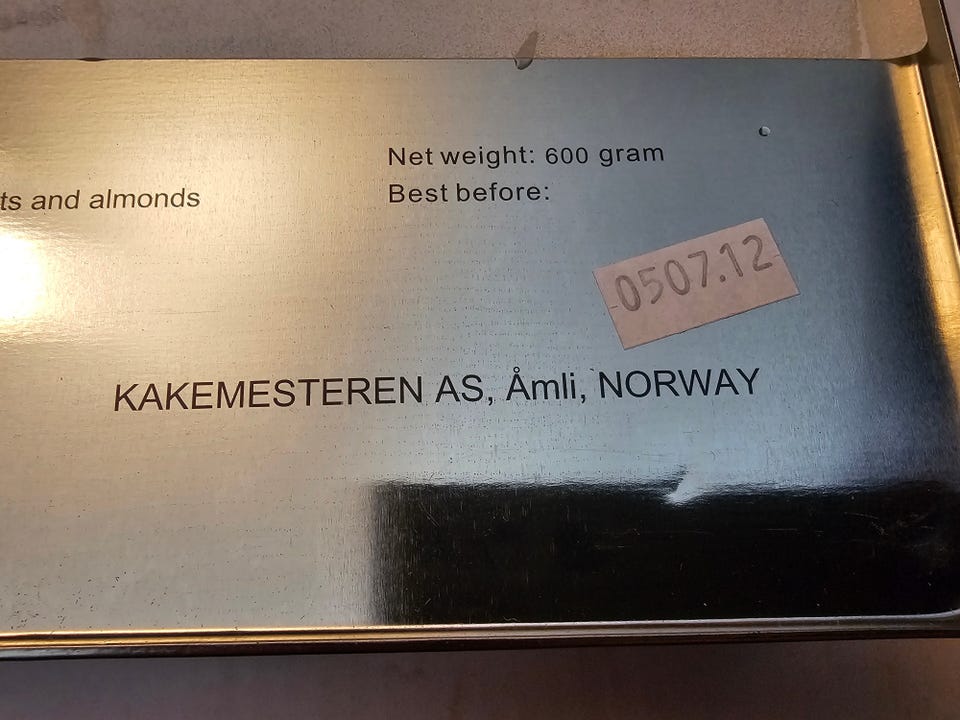 Net weight: 600 gram
ts and almonds
Best before:
0507.12
KAKEMESTEREN AS, Åmli, NORWAY